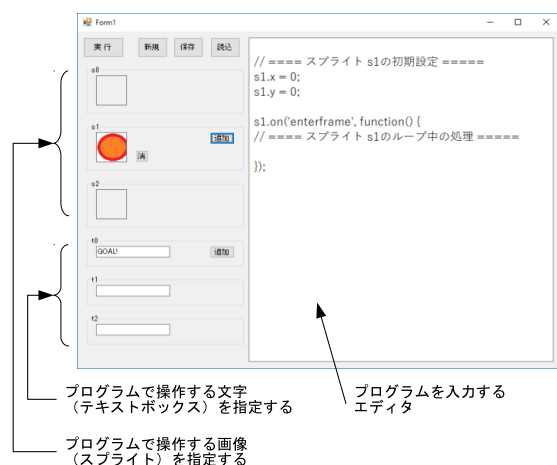 Form1
実行 新規 保存 読込
s0
s1
追加
消
s2
t0
GOAL!
追加
t1
t2
// ==== スプライト s1の初期設定 =====
s1.x = 0;
s1.y = 0;
s1.on('enterframe', function() {
// ==== スプライト s1のループ中の処理 =====
});
プログラムで操作する文字
（テキストボックス）を指定する
プログラムを入力する
エディタ
プログラムで操作する画像
（スプライト）を指定する